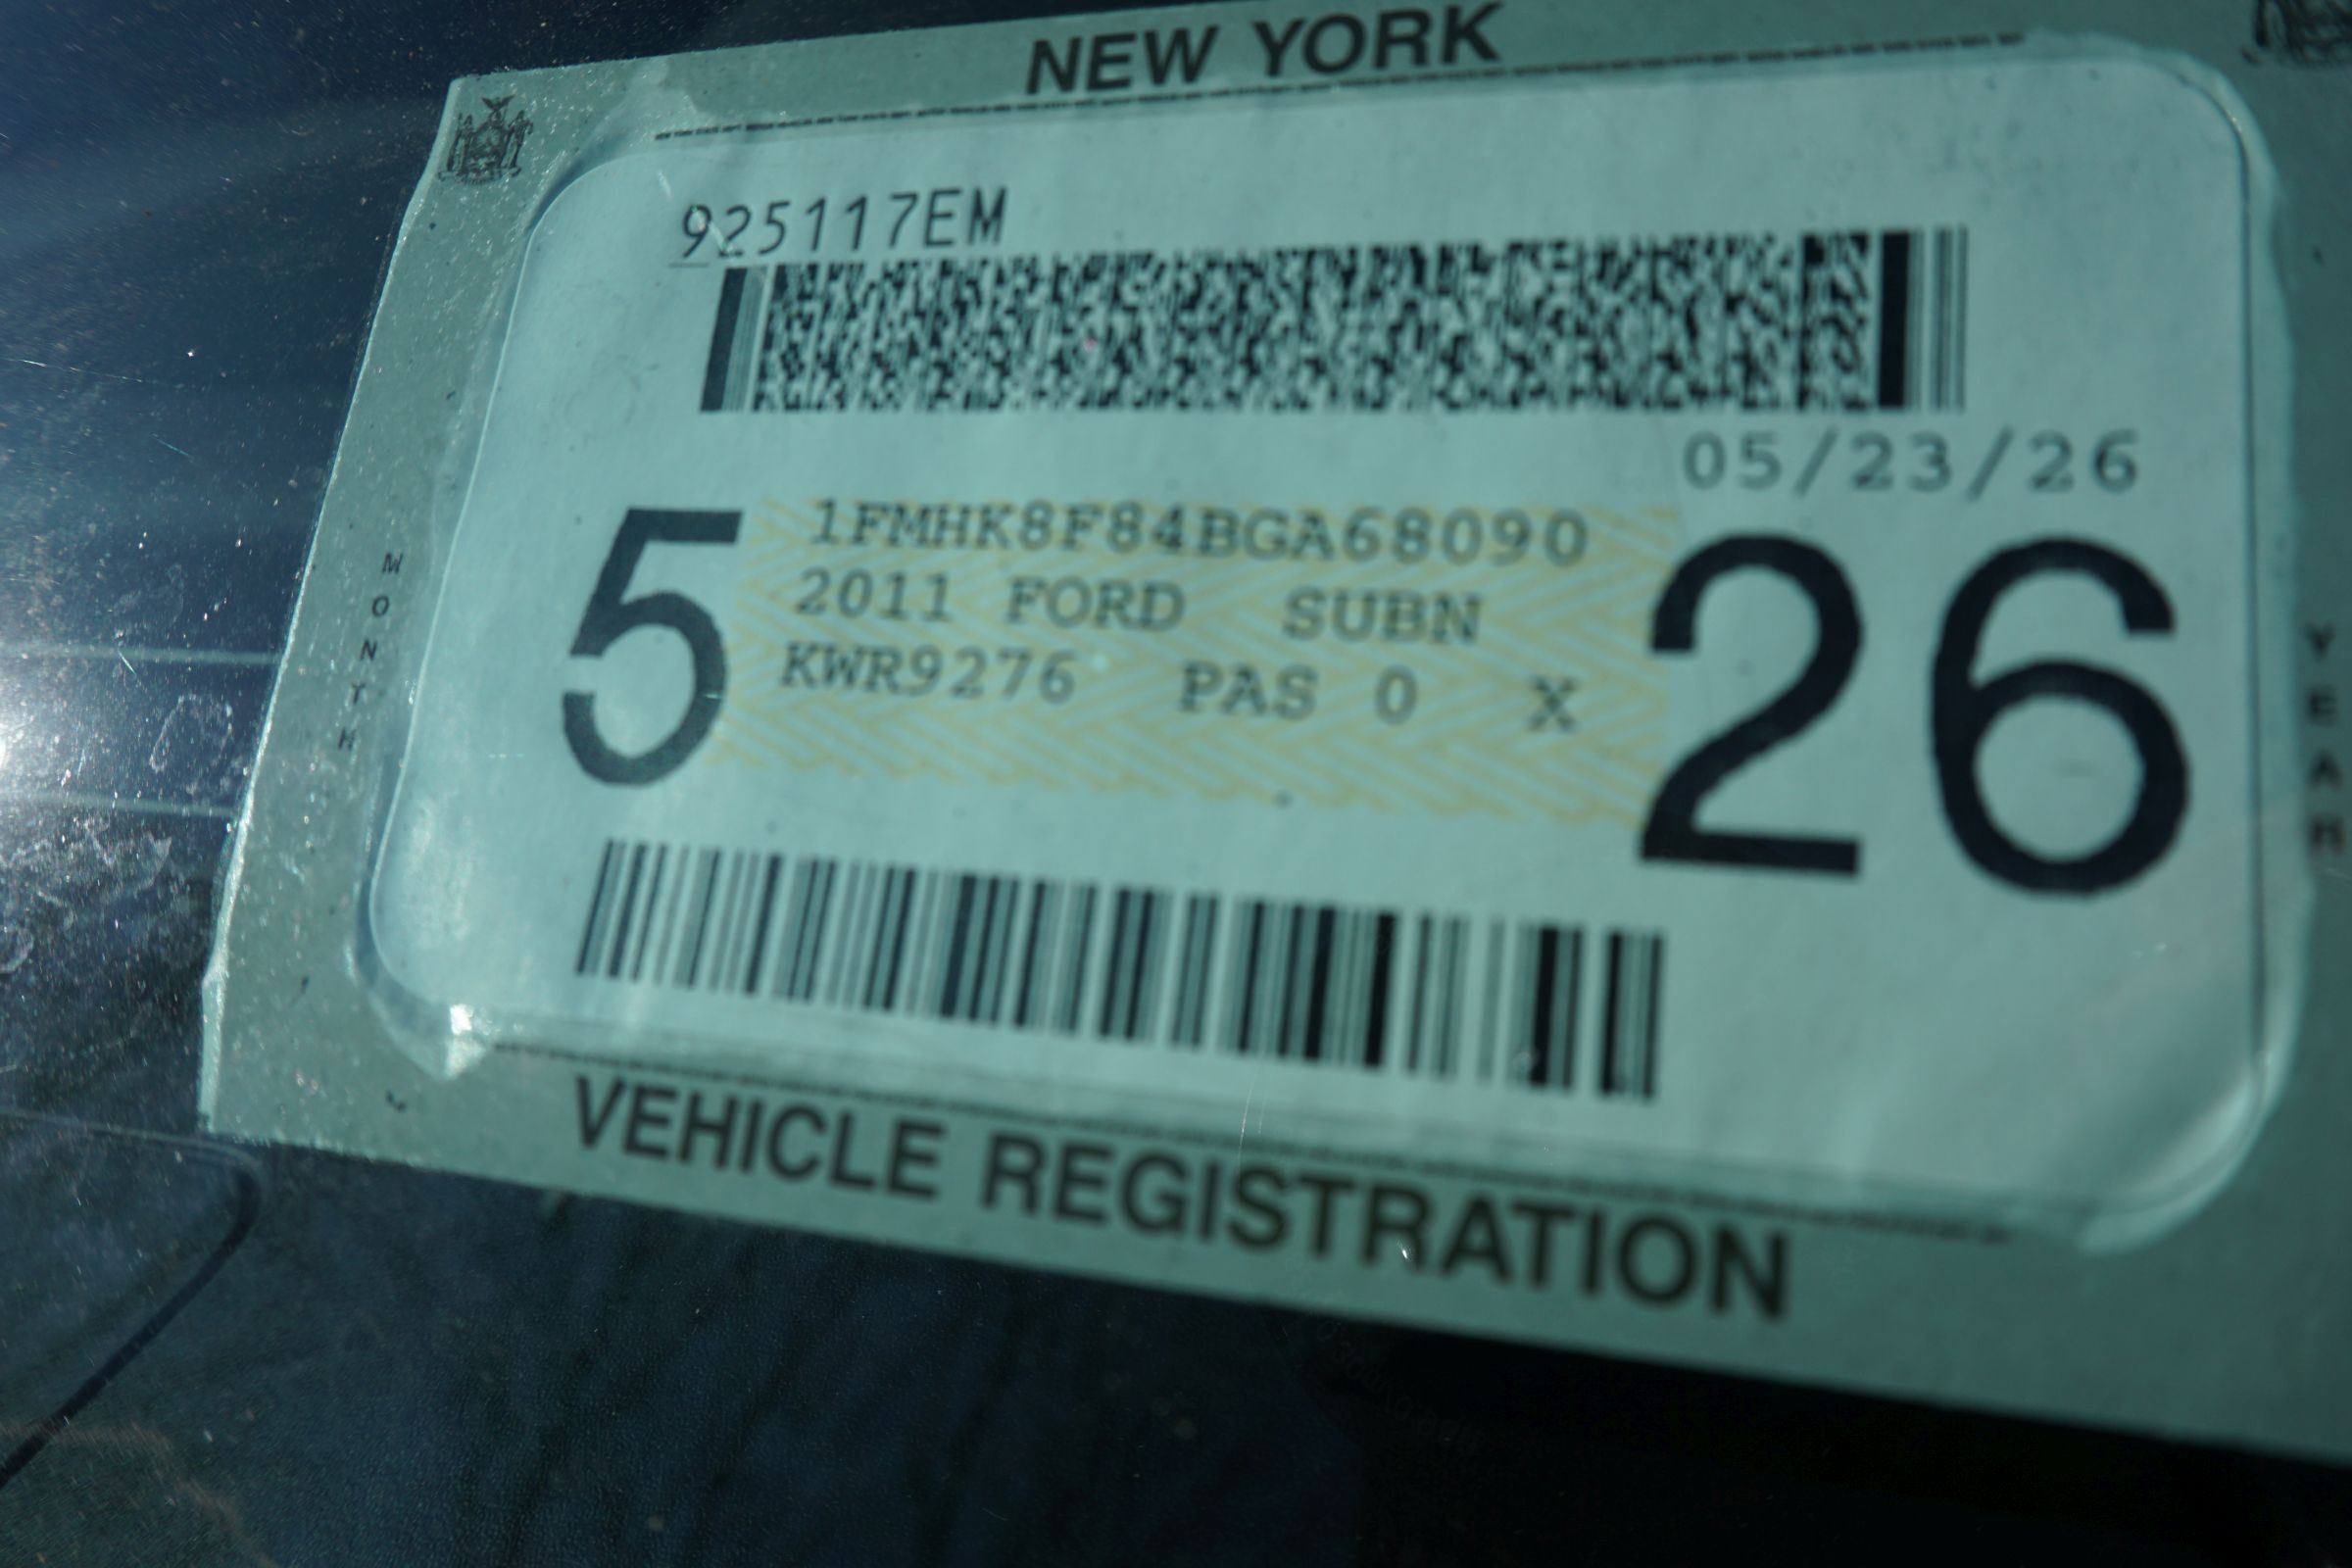 NEW YORK
925117EM
05/23/26
5
1FMHK8F84BGA68090
2011 FORD SUBN
KWR9276 PAS 0 X
26
MONTH
YEAR
VEHICLE REGISTRATION